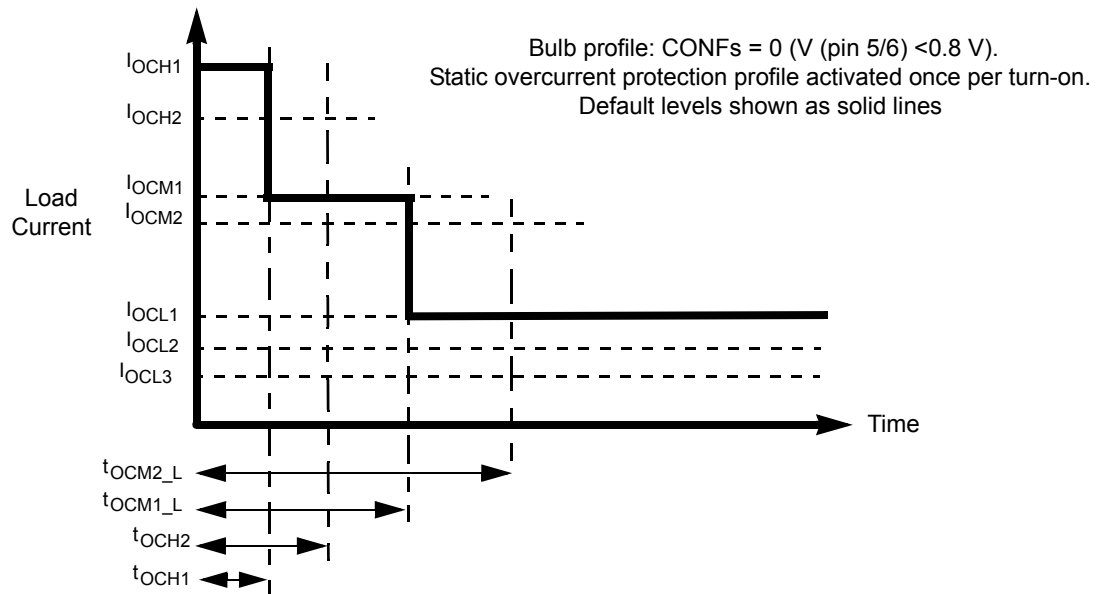 Bulb profile: CONFs = 0 (V (pin 5/6) <0.8 V).
Static overcurrent protection profile activated once per turn-on.
Default levels shown as solid lines
IOCH1
IOCH2
Load
Current
IOCM1
IOCM2
IOCL1
IOCL2
IOCL3
Time
tOCM2_L
tOCM1_L
tOCH2
tOCH1